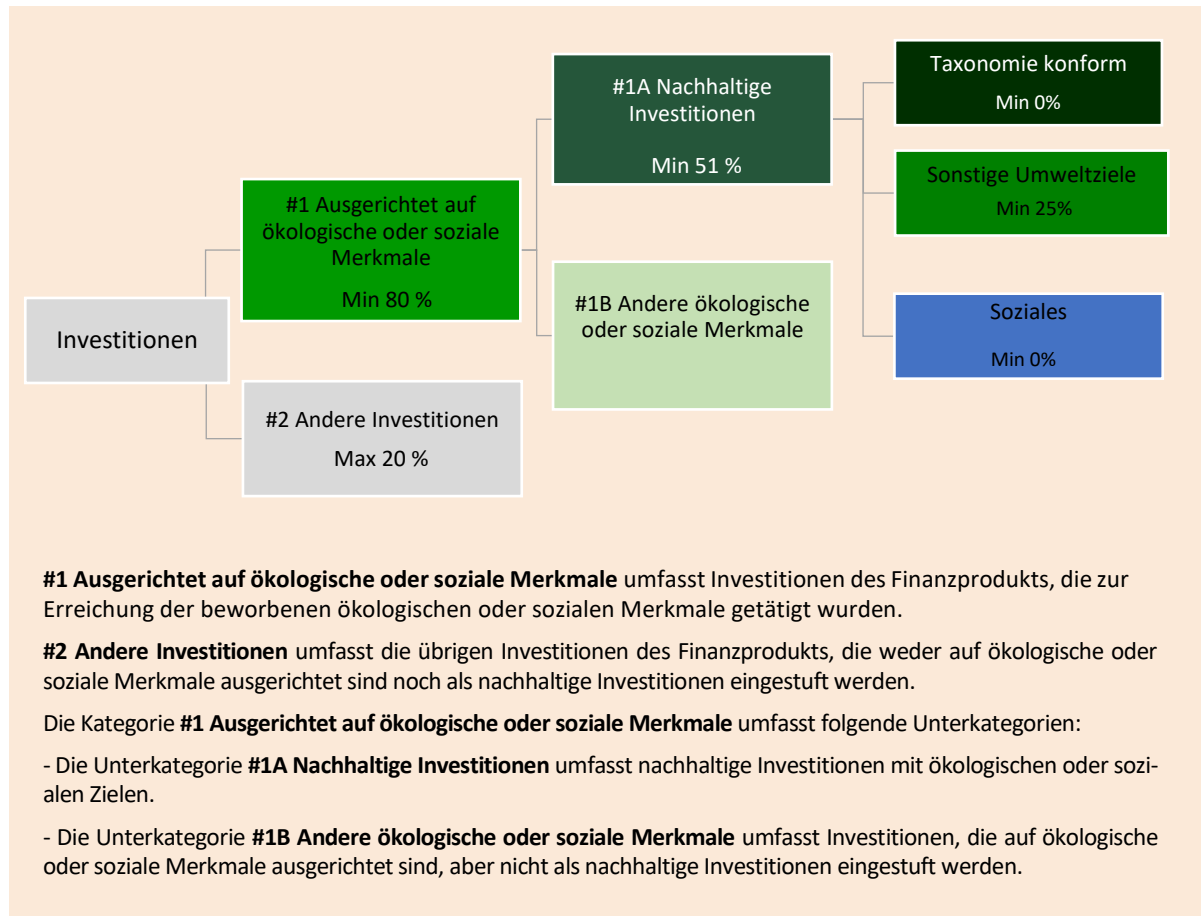 Investitionen
#1 Ausgerichtet auf
ökologische oder soziale
Merkmale
Min 80 %
#2 Andere Investitionen
Max 20 %
#1A Nachhaltige
Investitionen
Min 51 %
#1B Andere ökologische
oder soziale Merkmale
Taxonomie konform
Min 0%
Sonstige Umweltziele
Min 25%
Soziales
Min 0%
#1 Ausgerichtet auf ökologische oder soziale Merkmale umfasst Investitionen des Finanzprodukts, die zur
Erreichung der beworbenen ökologischen oder sozialen Merkmale getätigt wurden.
#2 Andere Investitionen umfasst die übrigen Investitionen des Finanzprodukts, die weder auf ökologische oder
soziale Merkmale ausgerichtet sind noch als nachhaltige Investitionen eingestuft werden.
Die Kategorie #1 Ausgerichtet auf ökologische oder soziale Merkmale umfasst folgende Unterkategorien:
- Die Unterkategorie #1A Nachhaltige Investitionen umfasst nachhaltige Investitionen mit ökologischen oder sozi-
alen Zielen.
- Die Unterkategorie #1B Andere ökologische oder soziale Merkmale umfasst Investitionen, die auf ökologische
oder soziale Merkmale ausgerichtet sind, aber nicht als nachhaltige Investitionen eingestuft werden.